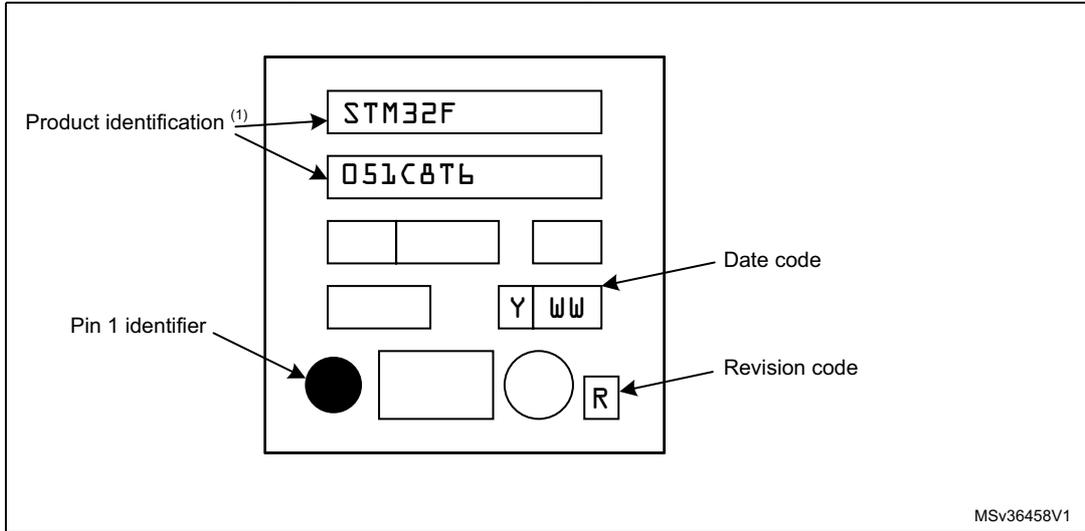 STM32F
Product identification (1)
051C8T6
Date code
Y WW
Pin 1 identifier
Revision code
R
MSv36458V1